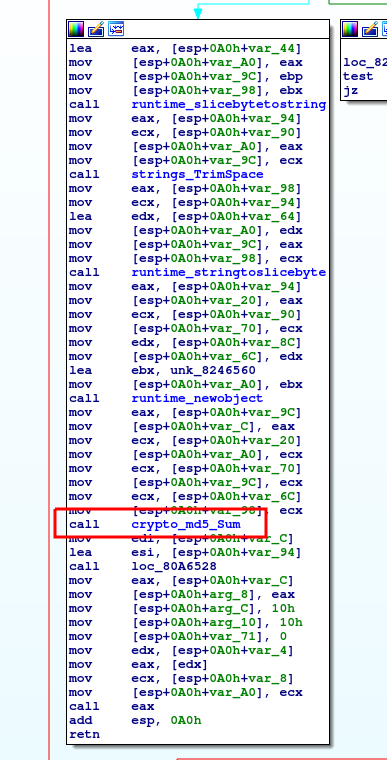 lea eax, [esp+0A0h+var_44]
mov [esp+0A0h+var_A0], eax
mov [esp+0A0h+var_9C], ebp
mov [esp+0A0h+var_98], ebx
call runtime_slicebytetostring
mov eax, [esp+0A0h+var_94]
mov ecx, [esp+0A0h+var_90]
mov [esp+0A0h+var_A0], eax
mov [esp+0A0h+var_9C], ecx
call strings_TrimSpace
mov eax, [esp+0A0h+var_98]
mov ecx, [esp+0A0h+var_94]
lea edx, [esp+0A0h+var_64]
mov [esp+0A0h+var_A0], edx
mov [esp+0A0h+var_9C], eax
mov [esp+0A0h+var_98], ecx
call runtime_stringtoslicebyte
mov eax, [esp+0A0h+var_94]
mov [esp+0A0h+var_20], eax
mov ecx, [esp+0A0h+var_90]
mov [esp+0A0h+var_70], ecx
mov edx, [esp+0A0h+var_8C]
mov [esp+0A0h+var_6C], edx
lea ebx, unk_8246560
mov [esp+0A0h+var_A0], ebx
call runtime_newobject
mov eax, [esp+0A0h+var_9C]
mov [esp+0A0h+var_C], eax
mov ecx, [esp+0A0h+var_20]
mov [esp+0A0h+var_A0], ecx
mov ecx, [esp+0A0h+var_70]
mov [esp+0A0h+var_9C], ecx
mov ecx, [esp+0A0h+var_6C]
mov [esp+0A0h+var_98], ecx
call crypto_md5_Sum
mov edi, [esp+0A0h+var_C]
lea esi, [esp+0A0h+var_94]
call loc_80A6528
mov eax, [esp+0A0h+var_C]
mov [esp+0A0h+arg_8], eax
mov [esp+0A0h+arg_C], 10h
mov [esp+0A0h+arg_10], 10h
mov [esp+0A0h+var_71], 0
mov edx, [esp+0A0h+var_4]
mov eax, [edx]
mov ecx, [esp+0A0h+var_8]
mov [esp+0A0h+var_A0], ecx
call eax
add esp, 0A0h
retn
loc_82
test
jz